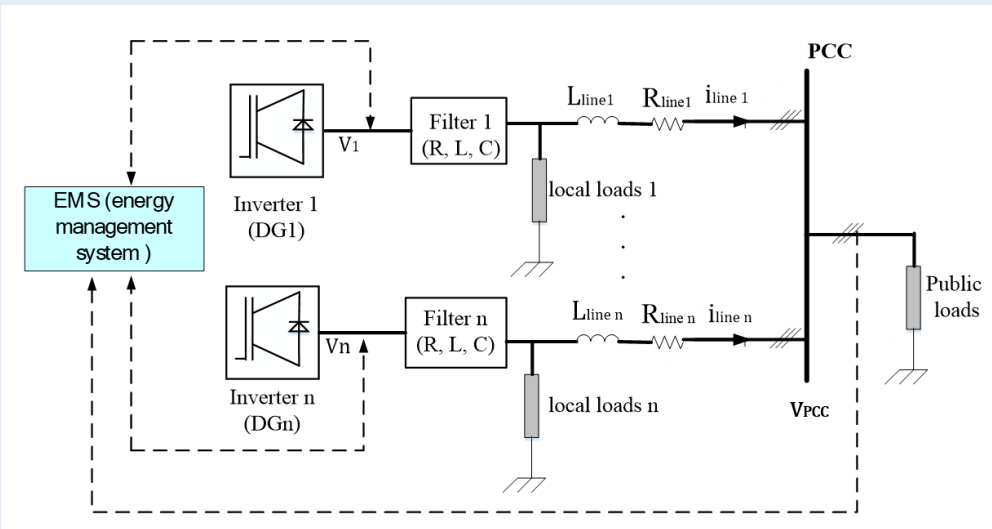 PCC
Lline1
Rline1
iline 1
Filter 1
(R, L, C)
V1
local loads 1
EMS (energy
management
system )
Inverter 1
(DG1)
Public
loads
Lline n
Rline n
iline n
Filter n
(R, L, C)
Vn
Inverter n
(DGn)
local loads n
VPCC